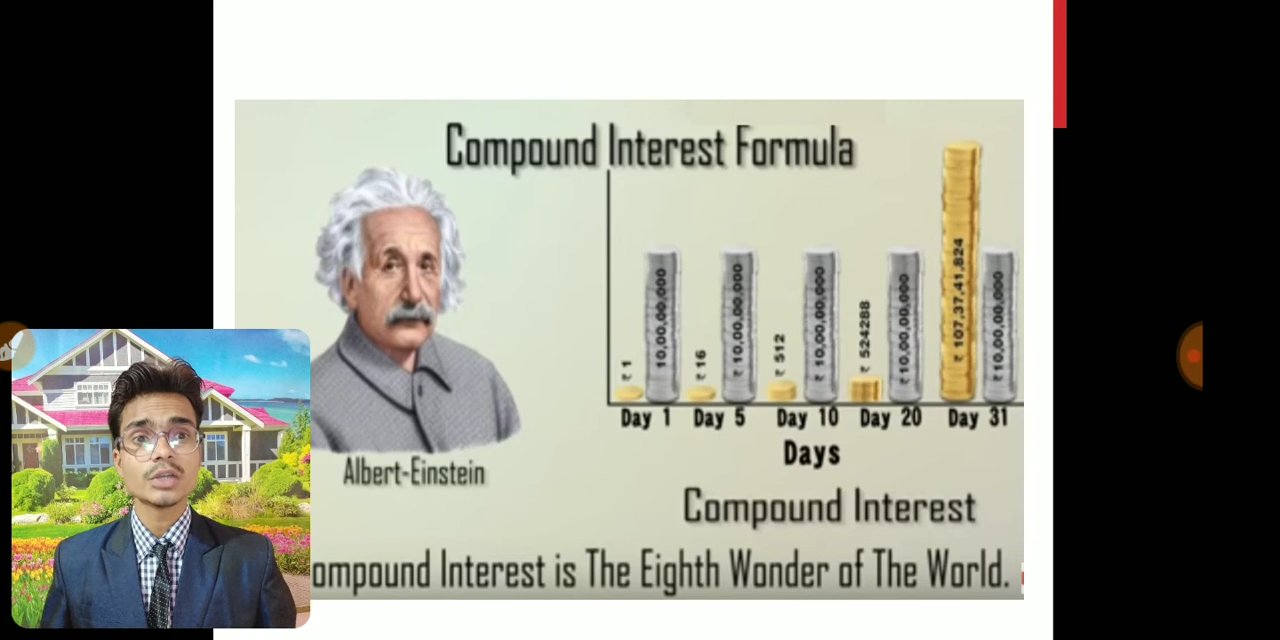 Compound Interest Formula
₹ 1
10,00,00,000
₹ 16
₹ 10,00,00,000
₹ 512
₹ 10,00,00,000
₹ 524288
₹ 10,00,00,000
₹ 107,37,41,824
₹ 10,00,00,000
Day 1 Day 5 Day 10 Day 20 Day 31
Days
Albert-Einstein
Compound Interest
ompound Interest is The Eighth Wonder of The World.